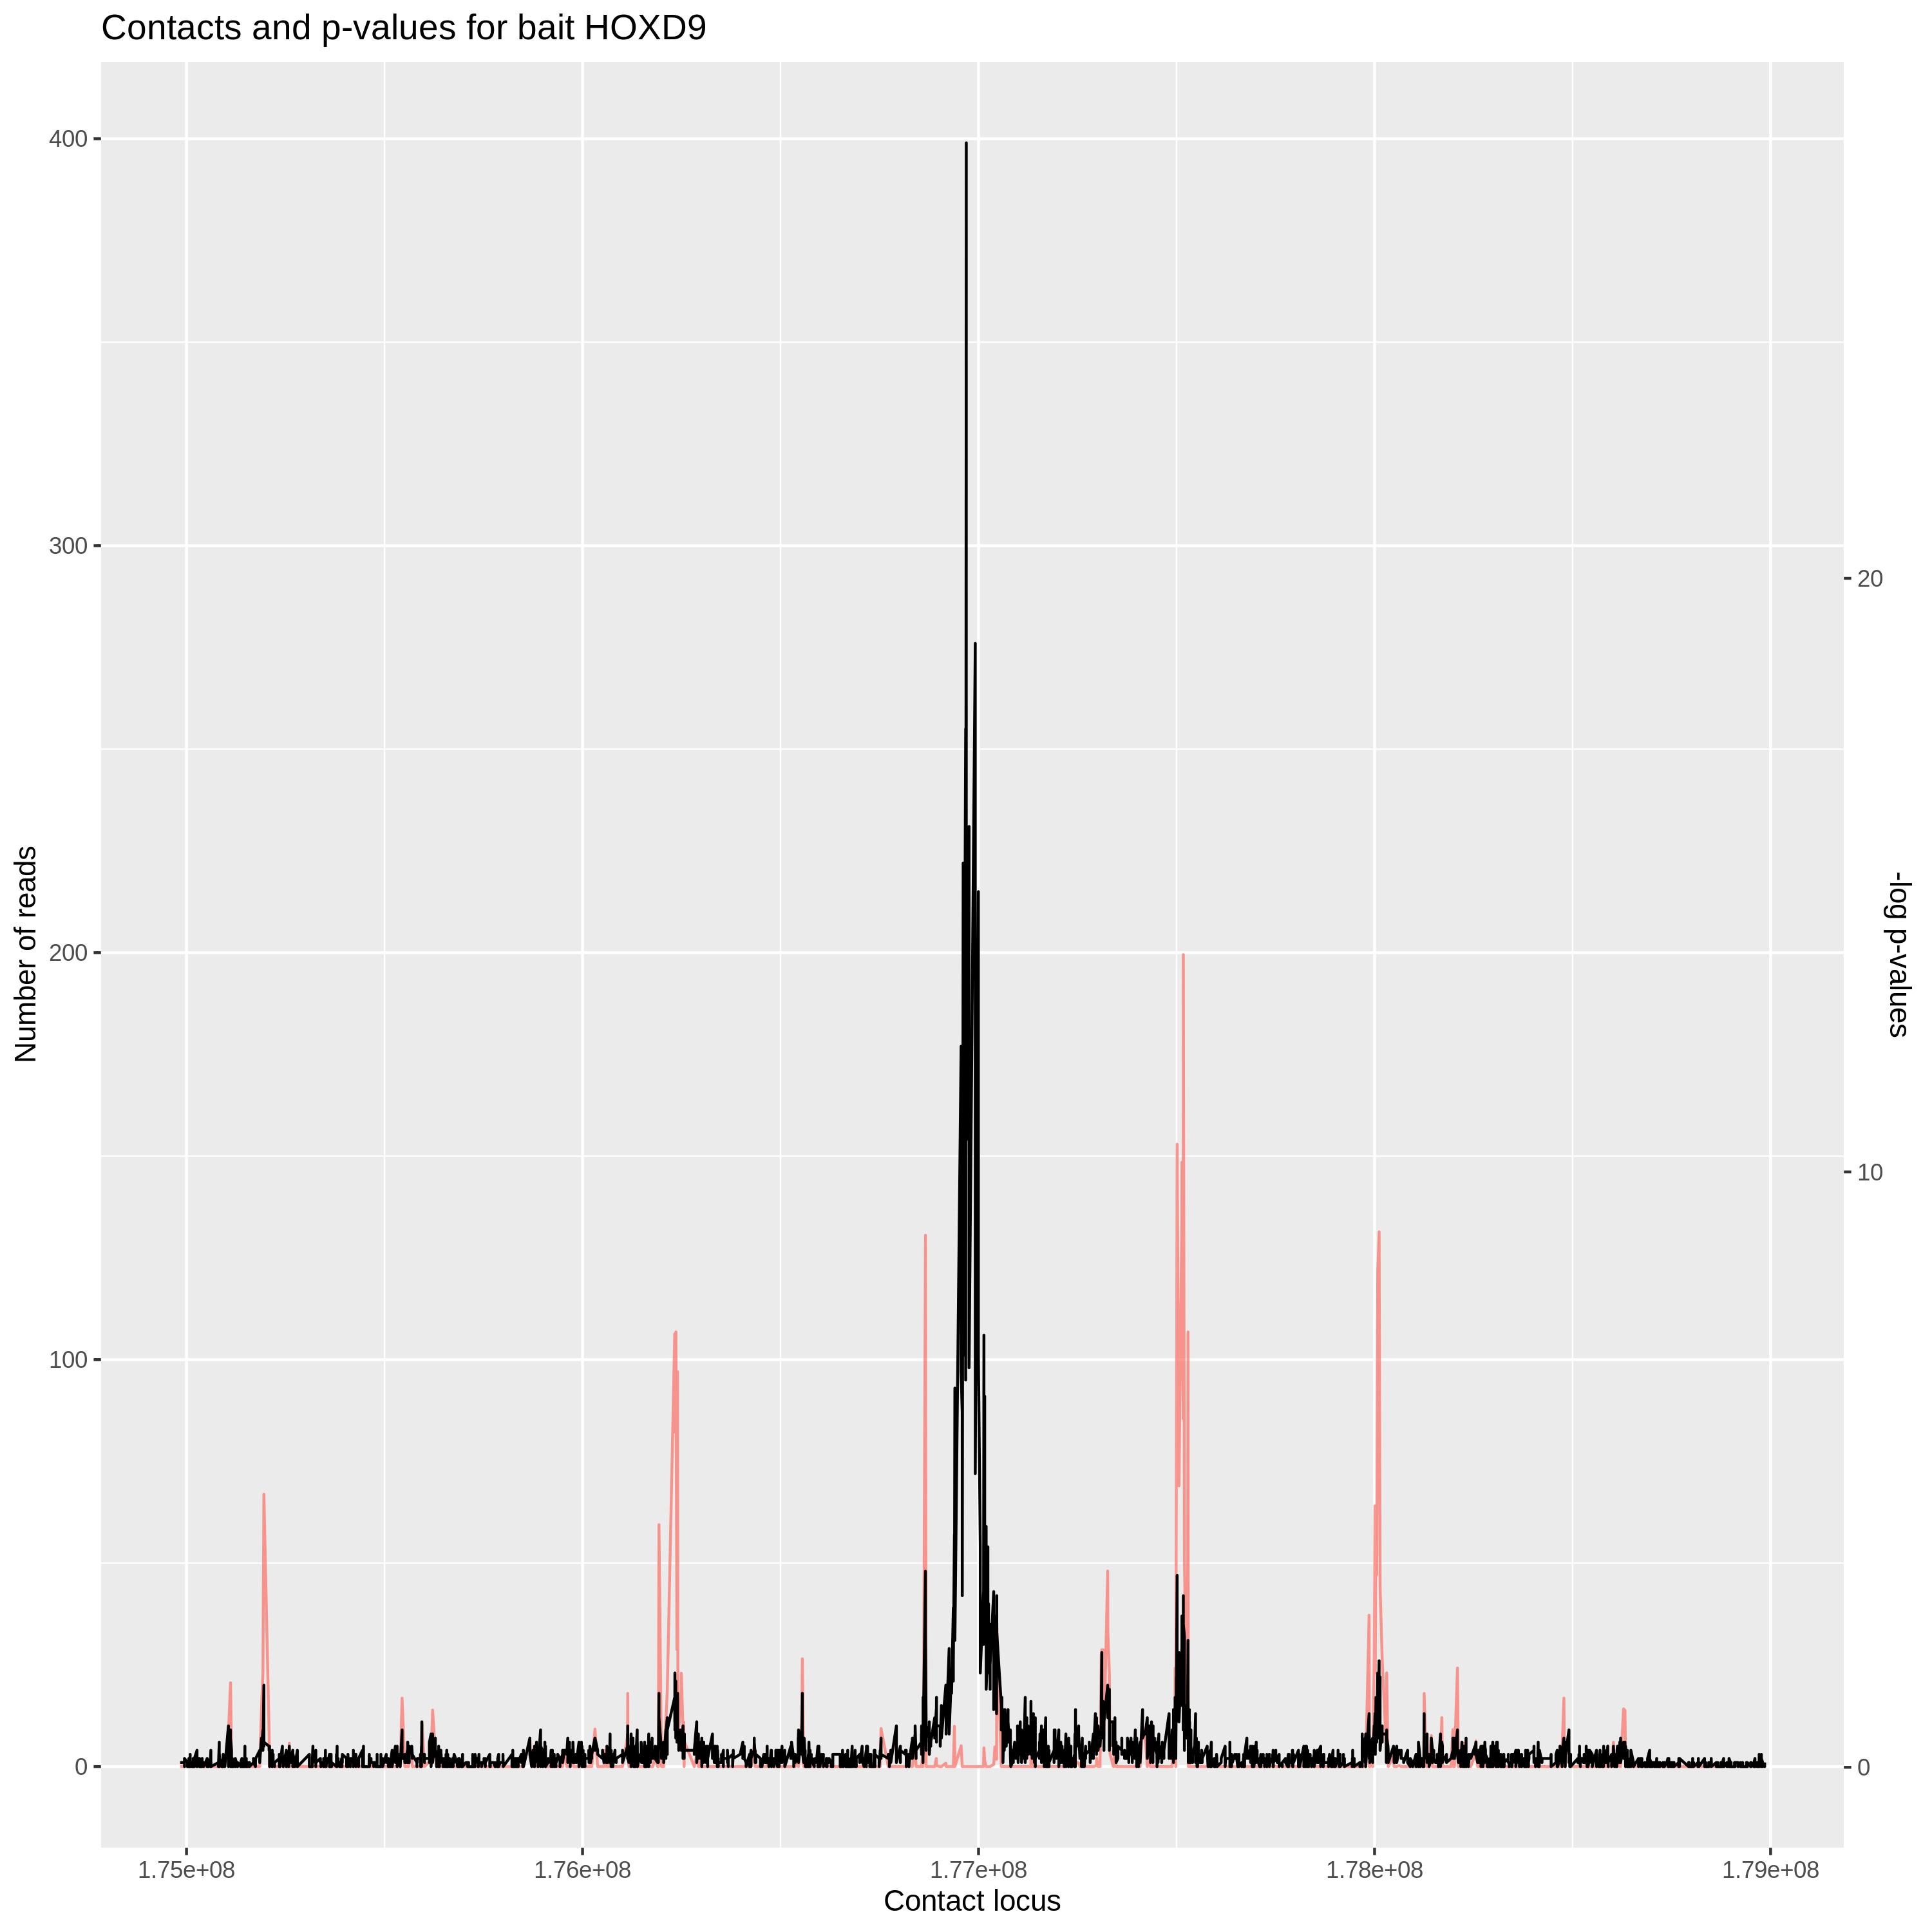 Contacts and p-values for bait HOXD9
400
300
200
100
0
Number of reads
20
10
0
-log p-values
1.75e+08 1.76e+08 1.77e+08 1.78e+08 1.79e+08
Contact locus